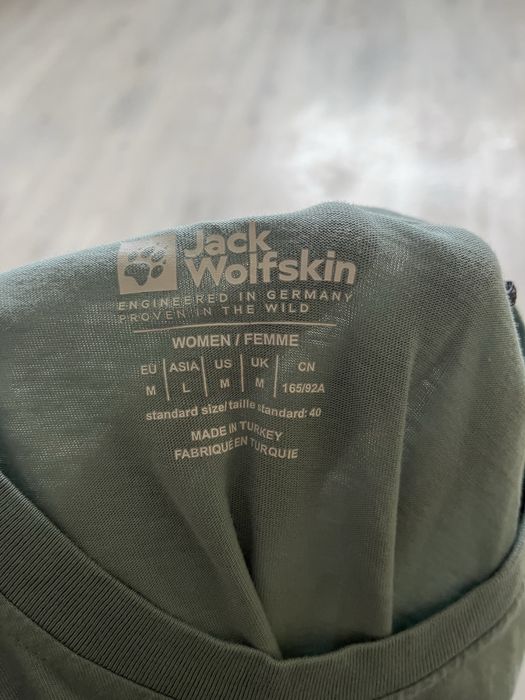 Jack
Wolfskin
ENGINEERED IN GERMANY
PROVEN IN THE WILD
WOMEN / FEMME
EU ASIA US UK CN
M L M M 165/92A
standard size/taille standard: 40
MADE IN TURKEY
FABRIQUÉ EN TURQUIE